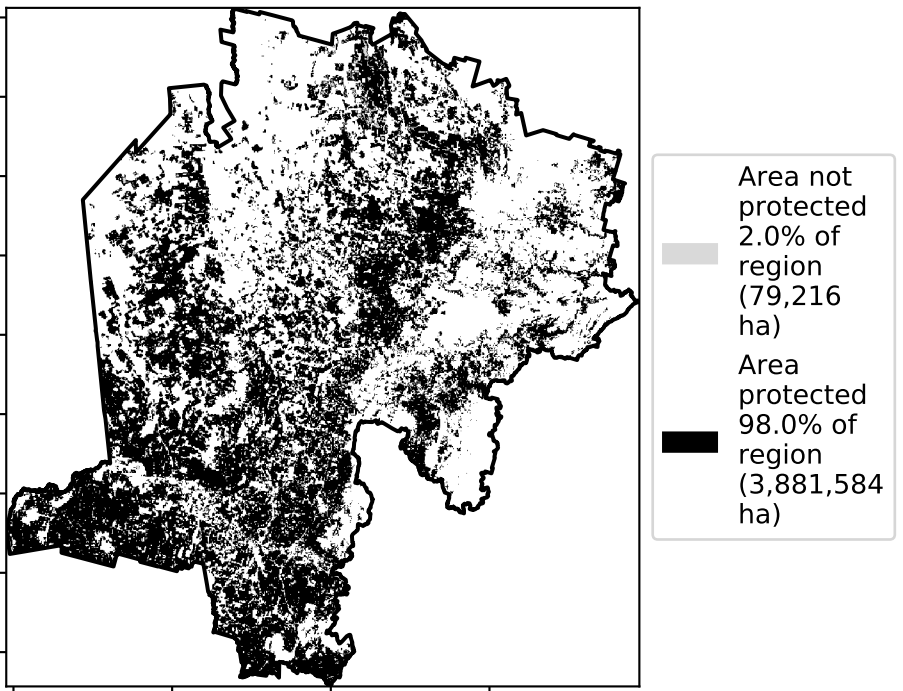 Area not
protected
2.0% of
region
(79,216
ha)
Area
protected
98.0% of
region
(3,881,584
ha)